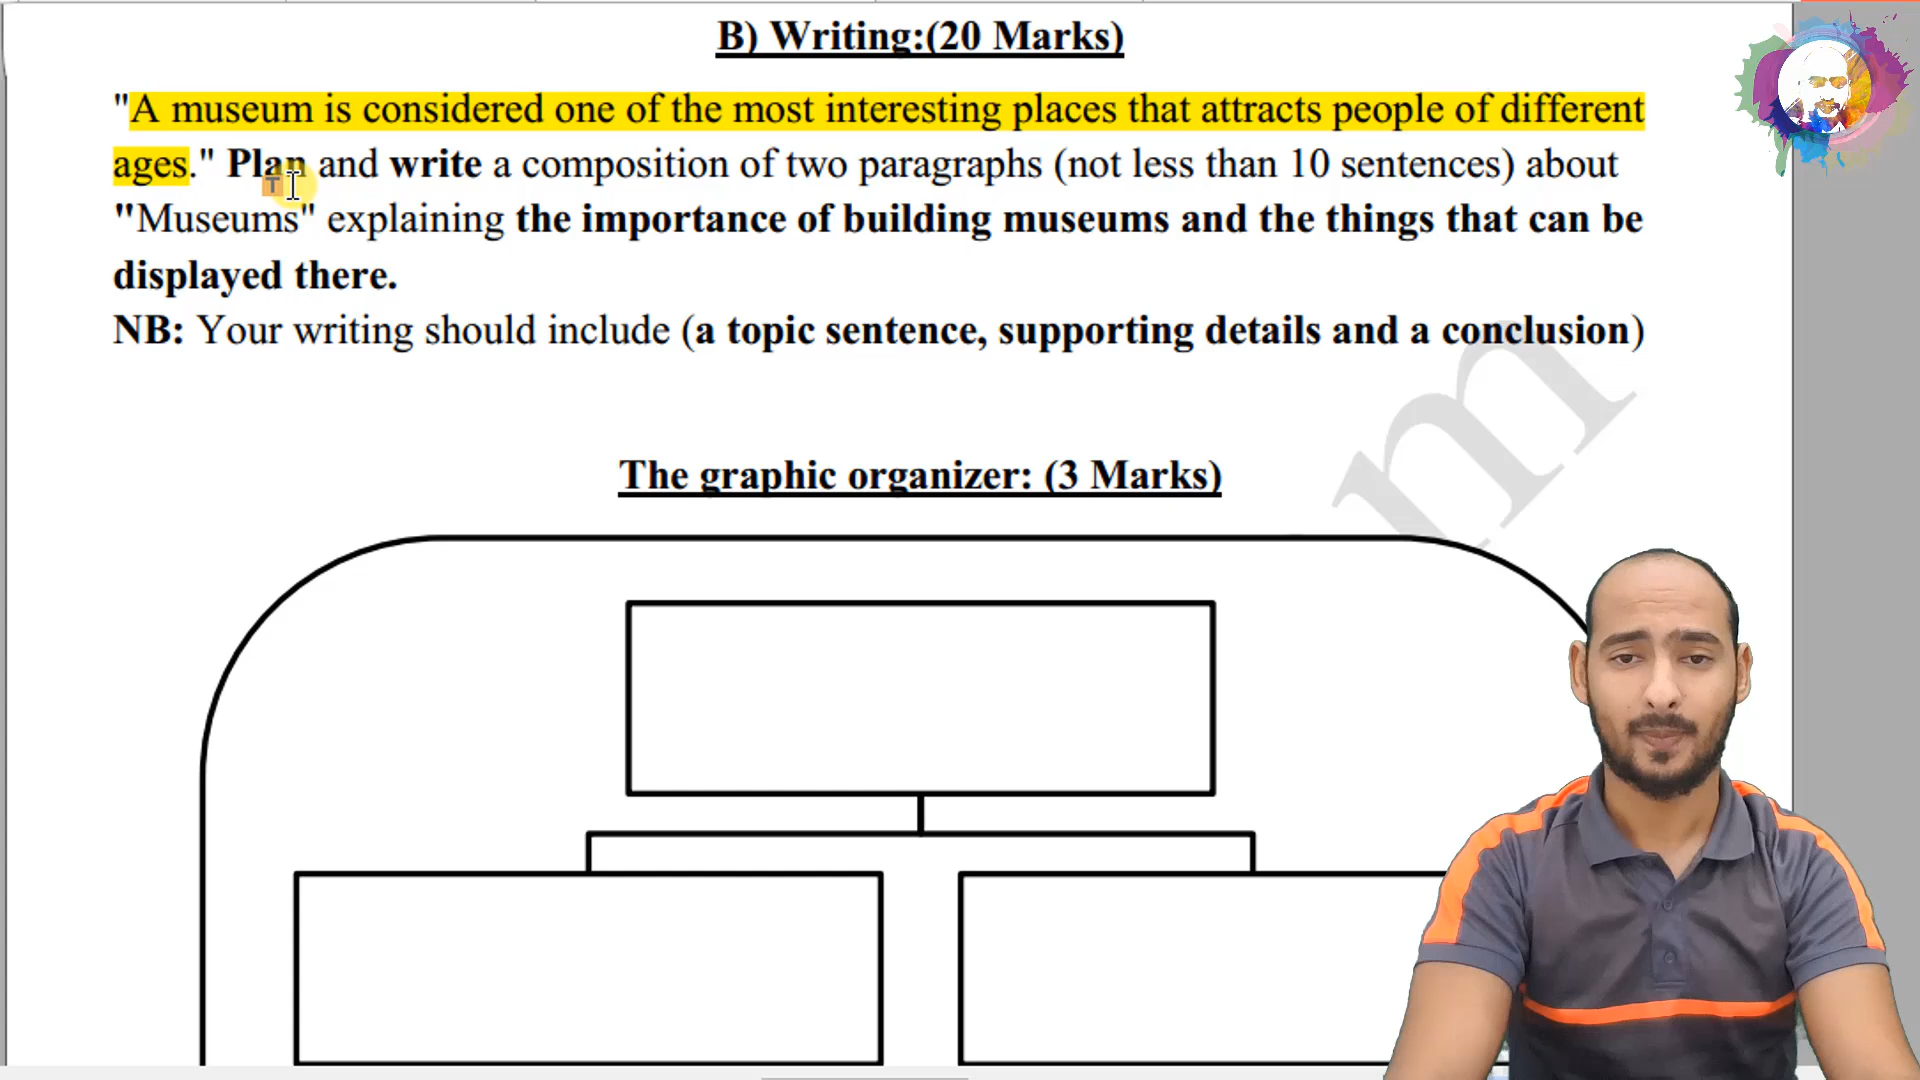 B) Writing:(20 Marks)
"A museum is considered one of the most interesting places that attracts people of different
ages." Plan and write a composition of two paragraphs (not less than 10 sentences) about
"Museums" explaining the importance of building museums and the things that can be
displayed there.
NB: Your writing should include (a topic sentence, supporting details and a conclusion)
m
The graphic organizer: (3 Marks)